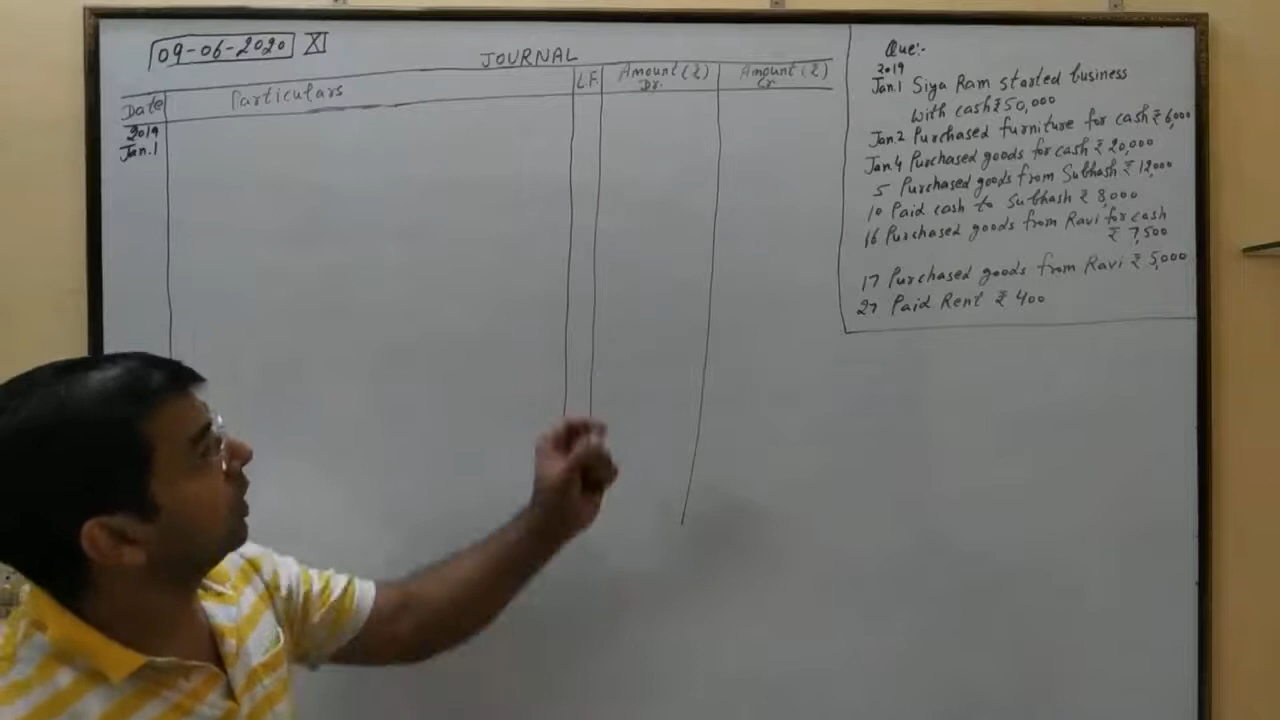 09-06-2020 XI
JOURNAL
Date Particulars L.F. Amount (₹) Dr. Amount (₹) Cr
2019
Jan.1
Que:-
2019
Jan.1 Siya Ram started business
with cash ₹ 50,000
Jan.2 Purchased furniture for cash ₹ 6,000
Jan.4 Purchased goods for cash ₹ 20,000
5 Purchased goods from Subhash ₹ 12,000
10 Paid cash to Subhash ₹ 8,000
16 Purchased goods from Ravi for cash
₹ 7,500
17 Purchased goods from Ravi ₹ 5,000
27 Paid Rent ₹ 400